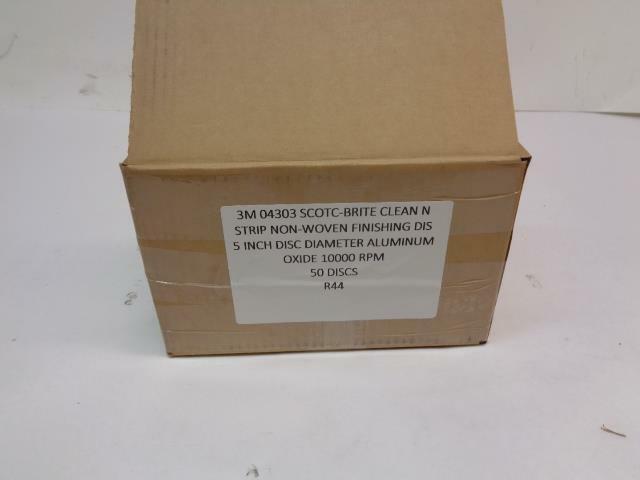 3M 04303 SCOTC-BRITE CLEAN N
STRIP NON-WOVEN FINISHING DIS
5 INCH DISC DIAMETER ALUMINUM
OXIDE 10000 RPM
50 DISCS
R44